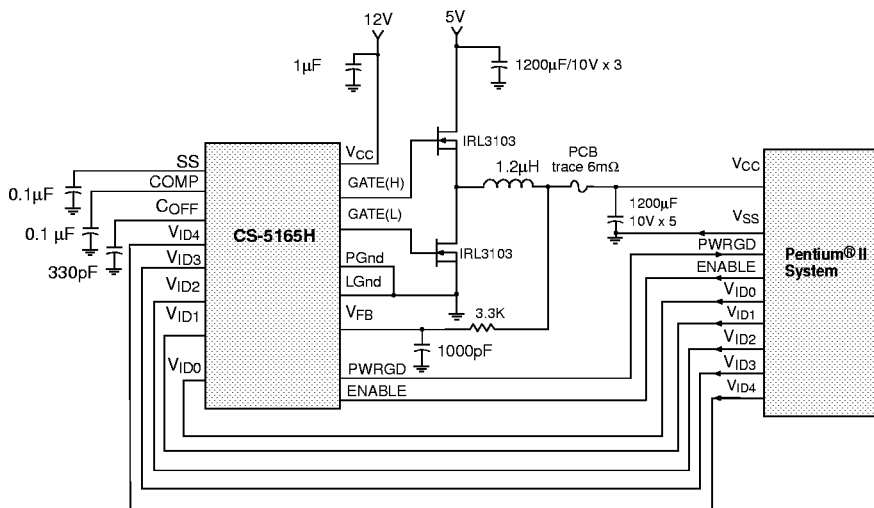 12V
5V
1µF
1200µF/10V x 3
IRL3103
SS
COMP
COFF
VID4
VID3
VID2
VID1
VID0
0.1µF
0.1 µF
330pF
CS-5165H
VCC
GATE(H)
GATE(L)
PGnd
LGnd
VFB
PWRGD
ENABLE
1.2µH
PCB
trace 6mΩ
IRL3103
3.3K
1000pF
1200µF
10V x 5
VCC
VSS
PWRGD
ENABLE
VID0
VID1
VID2
VID3
VID4
Pentium® II
System